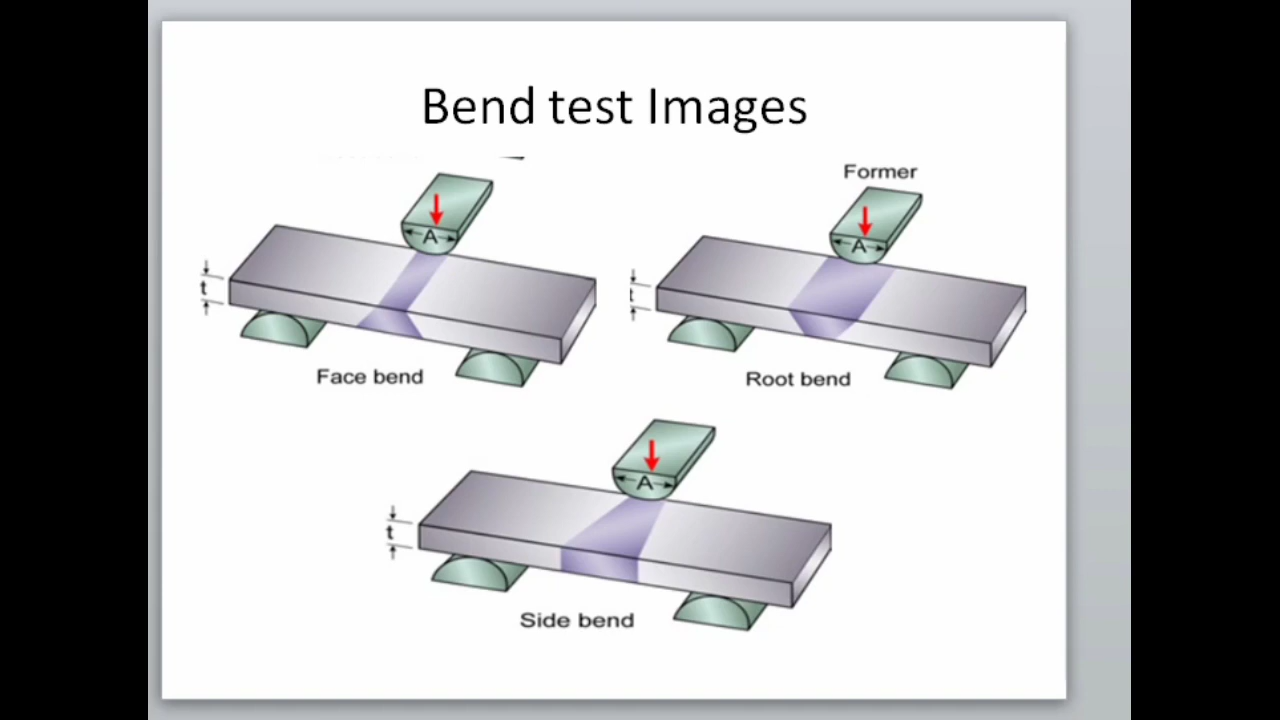 Bend test Images
Former
A
A
t
t
Face bend
Root bend
A
t
Side bend